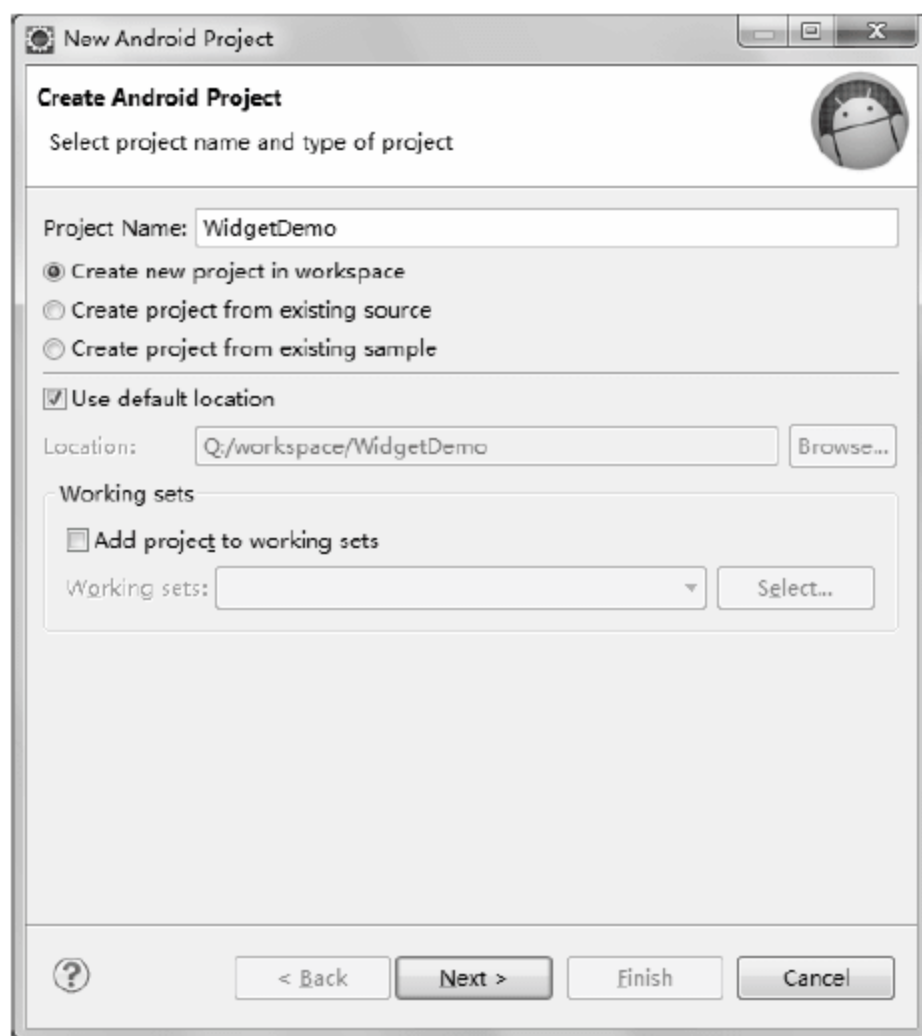 New Android Project
Create Android Project
Select project name and type of project
Project Name: WidgetDemo
Create new project in workspace
Create project from existing source
Create project from existing sample
Use default location
Location: Q:/workspace/WidgetDemo Browse...
Working sets
Add project to working sets
Working sets: Select...
? < Back Next > Finish Cancel